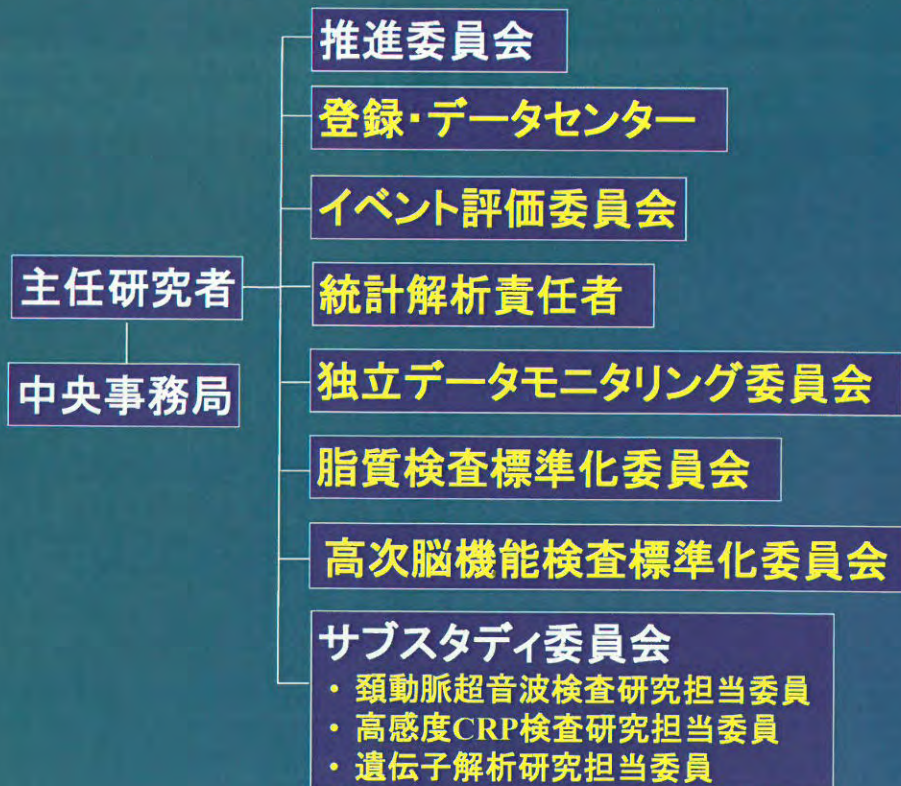 推進委員会
登録・データセンター
イベント評価委員会
主任研究者
統計解析責任者
中央事務局
独立データモニタリング委員会
脂質検査標準化委員会
高次脳機能検査標準化委員会
サブスタディ委員会
・ 頚動脈超音波検査研究担当委員
・ 高感度CRP検査研究担当委員
・ 遺伝子解析研究担当委員